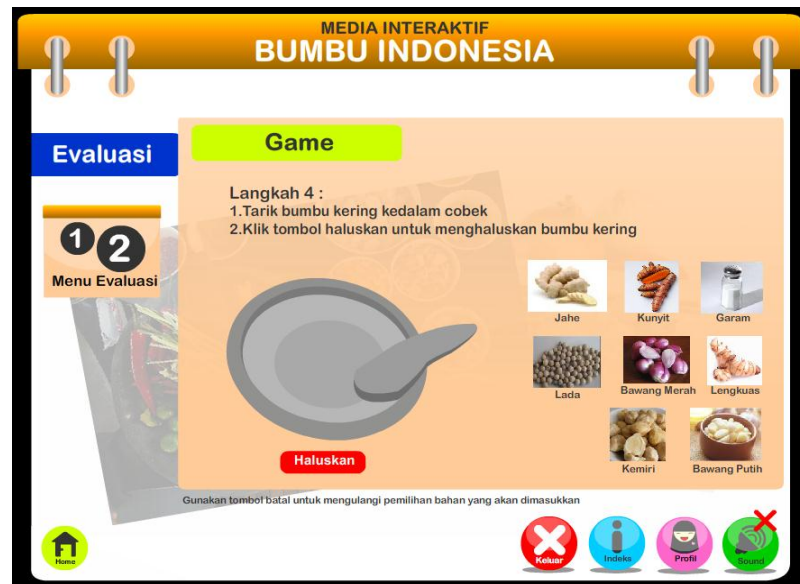 MEDIA INTERAKTIF
BUMBU INDONESIA
Evaluasi
Game
Langkah 4 :
1.Tarik bumbu kering kedalam cobek
2.Klik tombol haluskan untuk menghaluskan bumbu kering
1 2
Menu Evaluasi
Jahe
Kunyit
Garam
Lada
Bawang Merah
Lengkuas
Kemiri
Bawang Putih
Haluskan
Gunakan tombol batal untuk mengulangi pemilihan bahan yang akan dimasukkan
Home
Keluar
Indeks
Profil
Sound